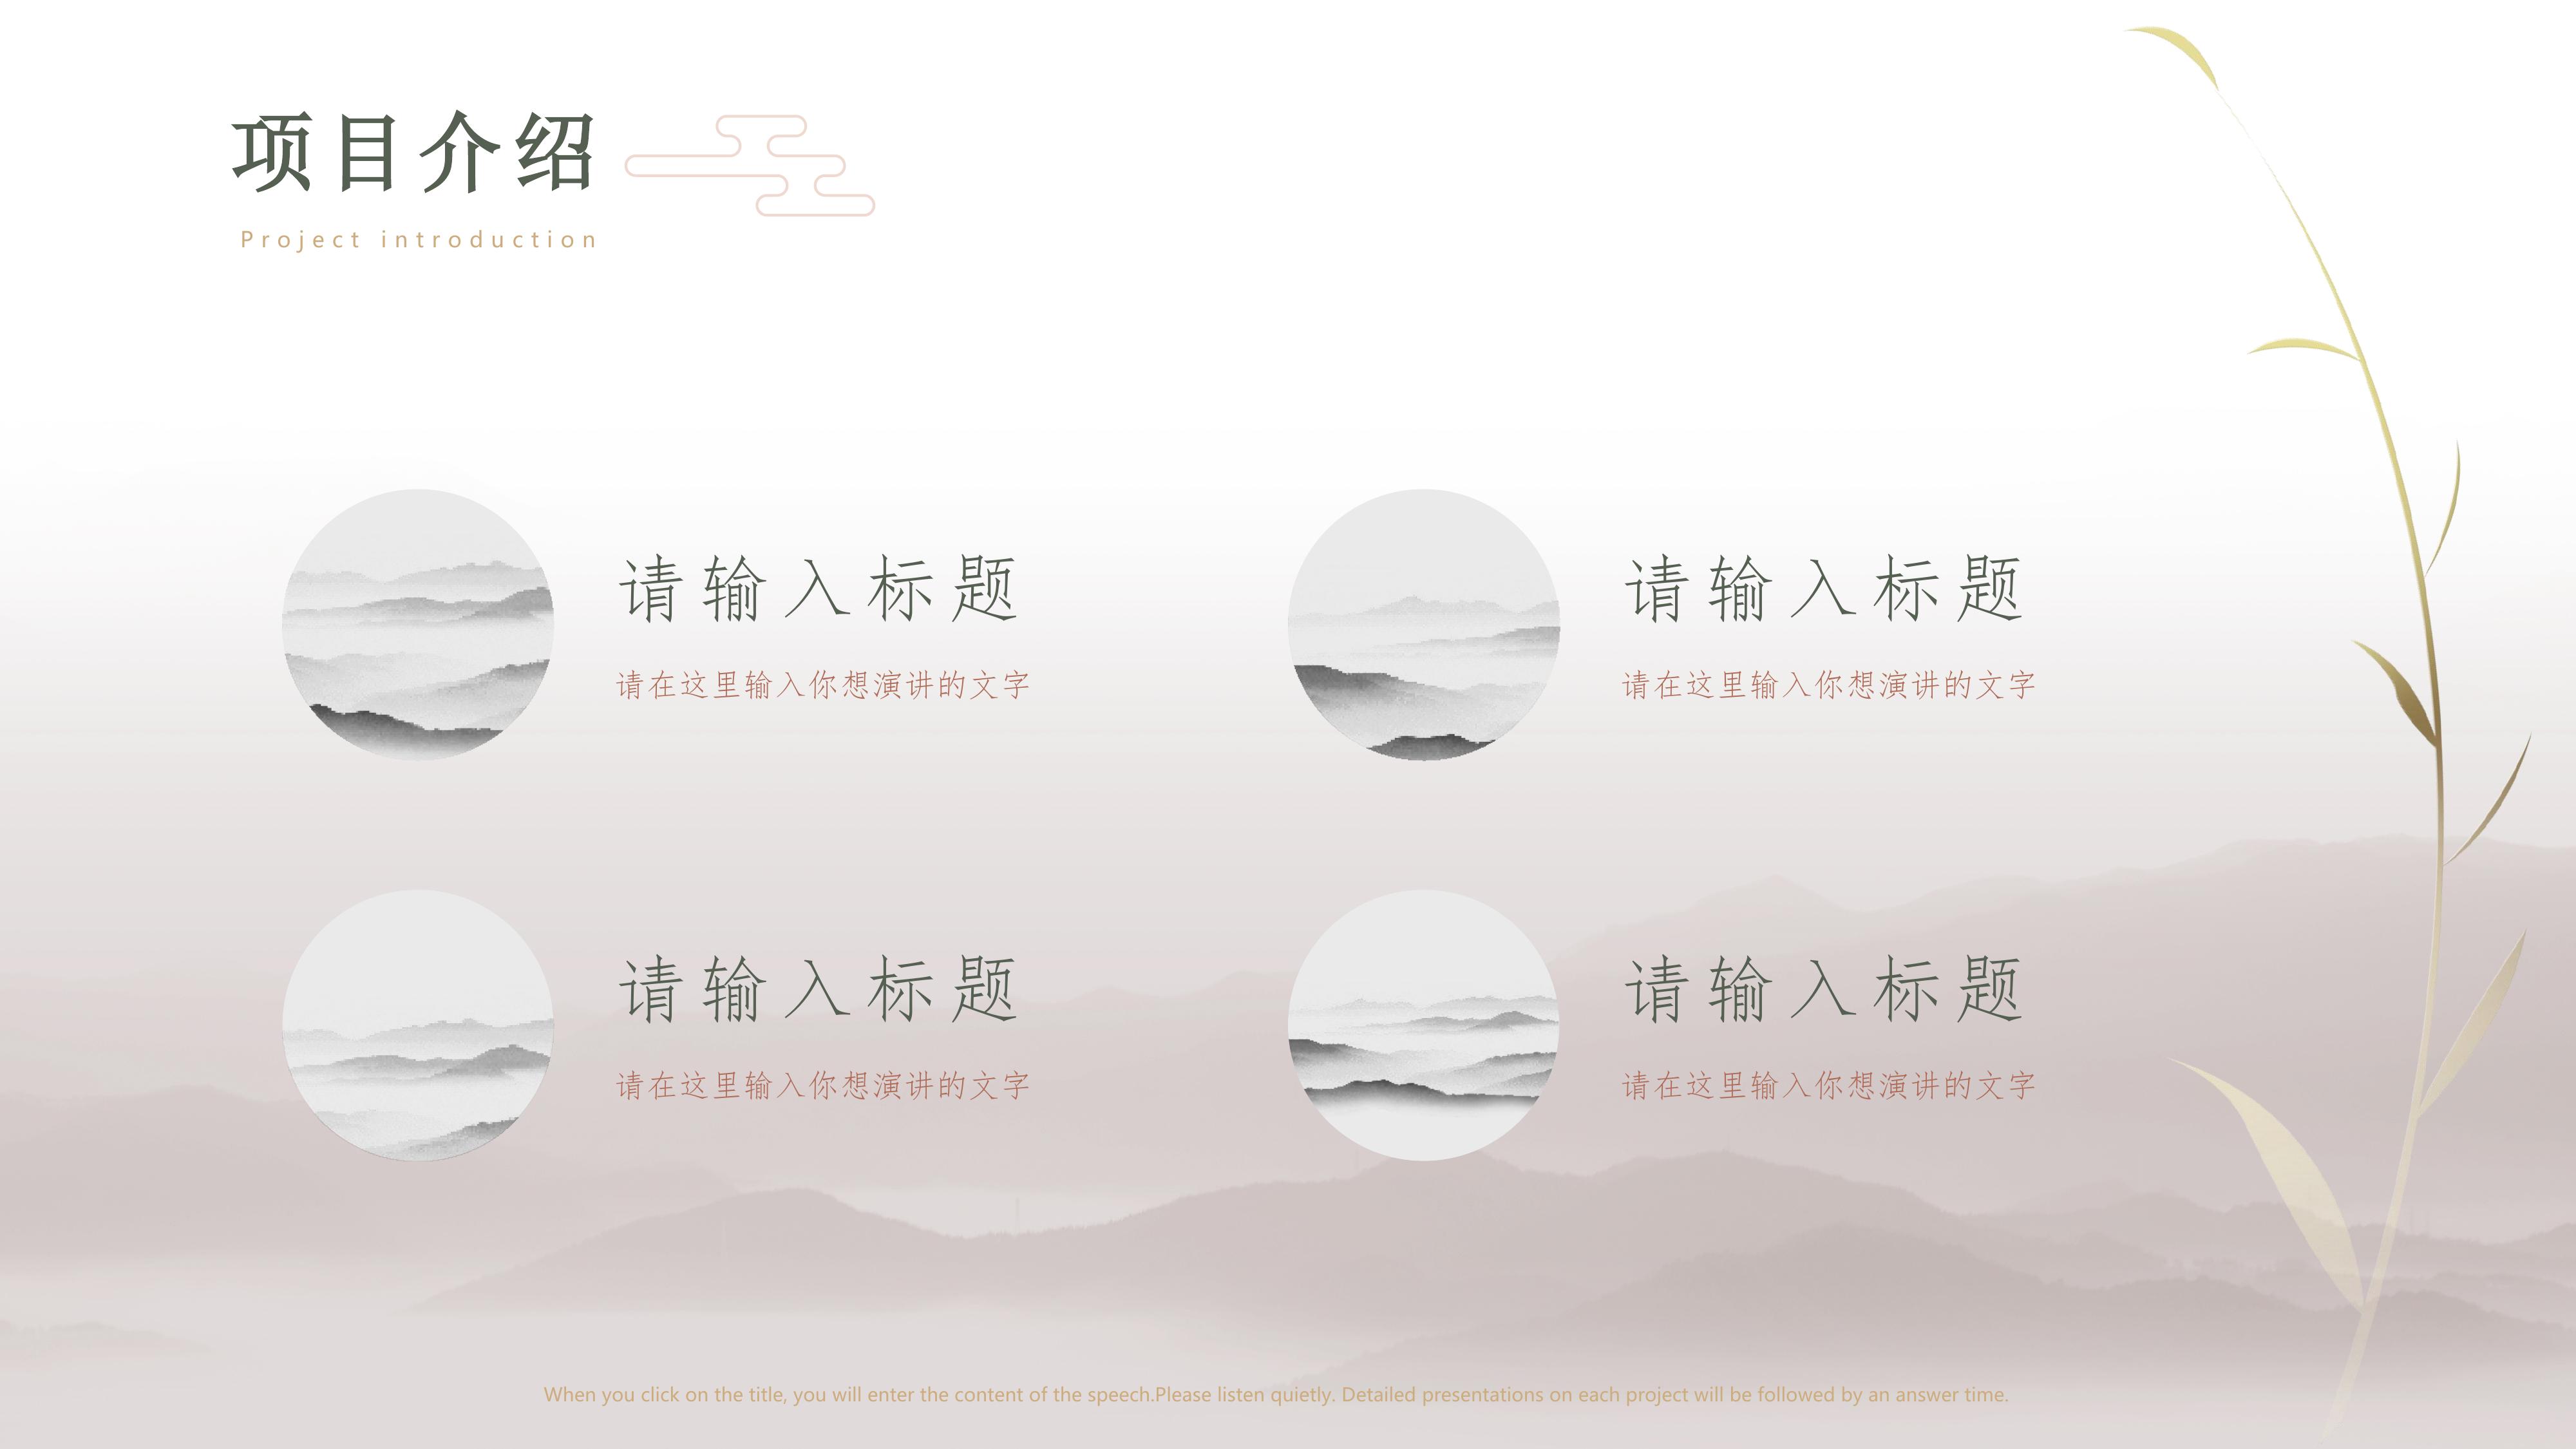 项目介绍
Project introduction
请输入标题
请在这里输入你想演讲的文字
请输入标题
请在这里输入你想演讲的文字
请输入标题
请在这里输入你想演讲的文字
请输入标题
请在这里输入你想演讲的文字
When you click on the title, you will enter the content of the speech.Please listen quietly. Detailed presentations on each project will be followed by an answer time.